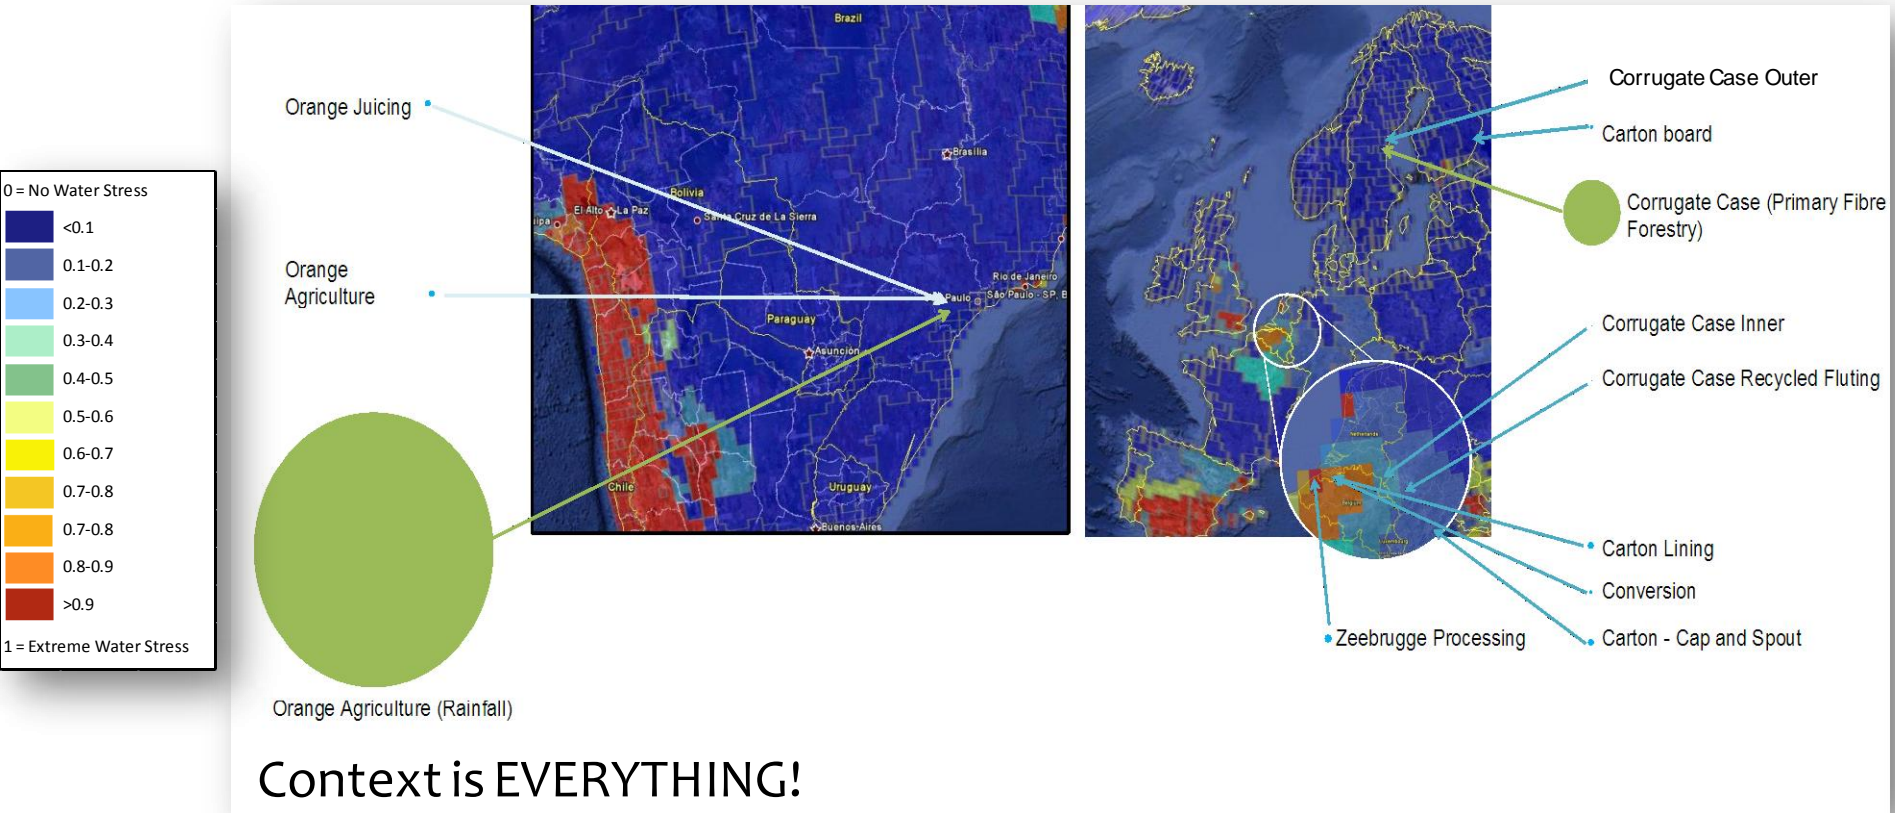 0 = No Water Stress
<0.1
0.1-0.2
0.2-0.3
0.3-0.4
0.4-0.5
0.5-0.6
0.6-0.7
0.7-0.8
0.7-0.8
0.8-0.9
>0.9
1 = Extreme Water Stress
Orange Juicing
Orange
Agriculture
Orange Agriculture (Rainfall)
Brazil
Brasilia
Bolivia
El Alto La Paz
Santa Cruz de La Sierra
Rio de Janeiro
Paulo
São Paulo - SP, B
Paraguay
Asunción
Chile
Uruguay
Buenos-Aires
Corrugate Case Outer
Carton board
Corrugate Case (Primary Fibre
Forestry)
Corrugate Case Inner
Corrugate Case Recycled Fluting
Netherlands
Luxembourg
Carton Lining
Conversion
Carton - Cap and Spout
Zeebrugge Processing
Context is EVERYTHING!